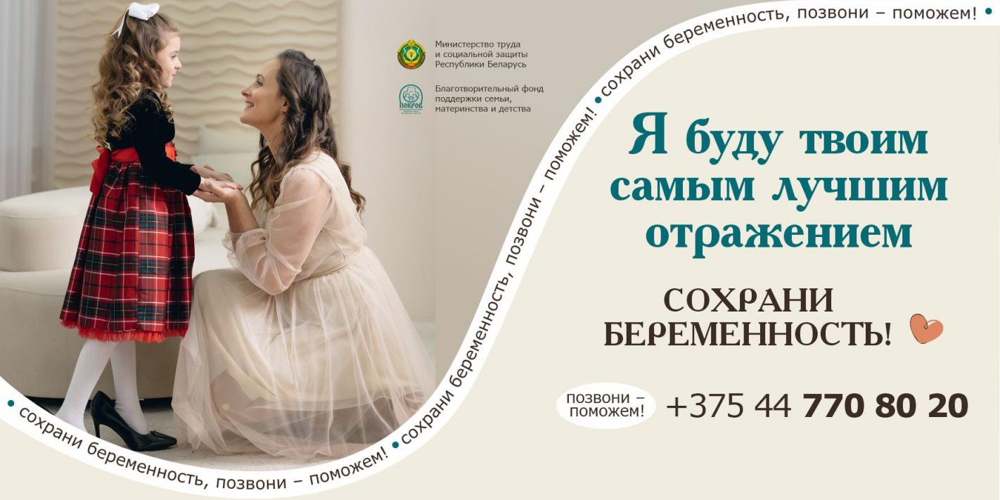 Министерство труда
и социальной защиты
Республики Беларусь
ПОКРОВ
Благотворительный фонд
поддержки семьи,
материнства и детства
• сохрани беременность, позвони – поможем! • сохрани беременность, позвони – поможем! • сохрани беременность, позвони – поможем! •
Я буду твоим
самым лучшим
отражением
СОХРАНИ
БЕРЕМЕННОСТЬ!
позвони –
поможем!
+375 44 770 80 20